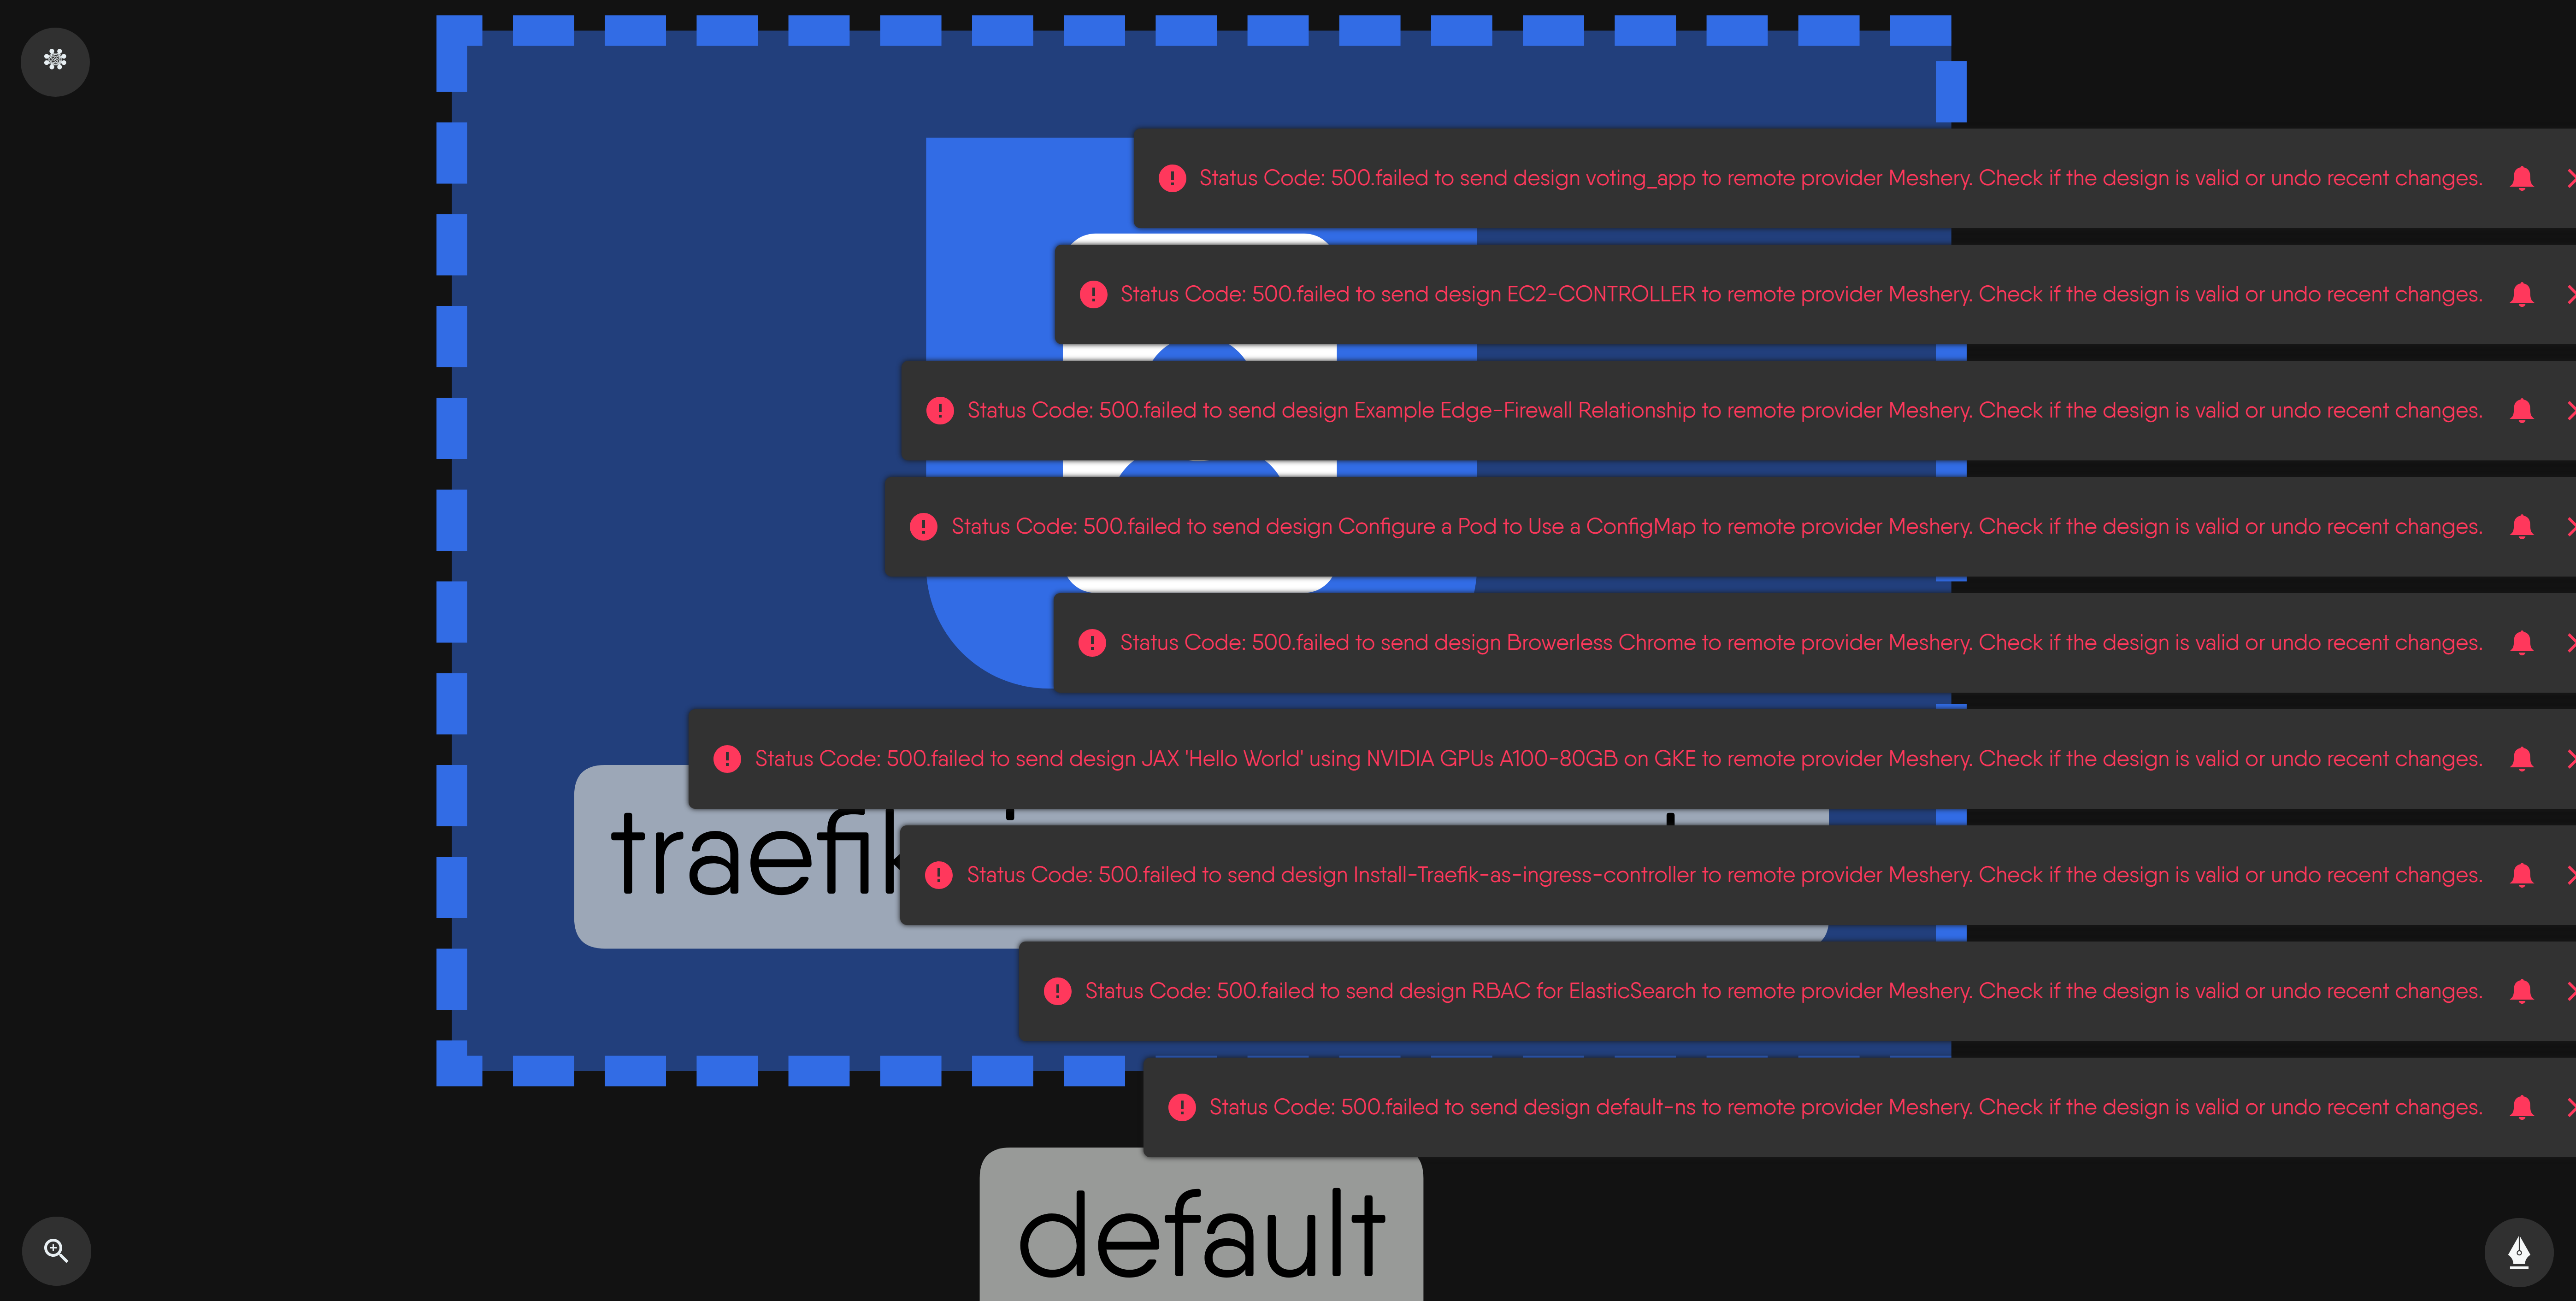 Status Code: 500.failed to send design voting_app to remote provider Meshery. Check if the design is valid or undo recent changes.
Status Code: 500.failed to send design EC2-CONTROLLER to remote provider Meshery. Check if the design is valid or undo recent changes.
Status Code: 500.failed to send design Example Edge-Firewall Relationship to remote provider Meshery. Check if the design is valid or undo recent changes.
Status Code: 500.failed to send design Configure a Pod to Use a ConfigMap to remote provider Meshery. Check if the design is valid or undo recent changes.
Status Code: 500.failed to send design Browerless Chrome to remote provider Meshery. Check if the design is valid or undo recent changes.
Status Code: 500.failed to send design JAX 'Hello World' using NVIDIA GPUs A100-80GB on GKE to remote provider Meshery. Check if the design is valid or undo recent changes.
traefik
Status Code: 500.failed to send design Install-Traefik-as-ingress-controller to remote provider Meshery. Check if the design is valid or undo recent changes.
Status Code: 500.failed to send design RBAC for ElasticSearch to remote provider Meshery. Check if the design is valid or undo recent changes.
Status Code: 500.failed to send design default-ns to remote provider Meshery. Check if the design is valid or undo recent changes.
default